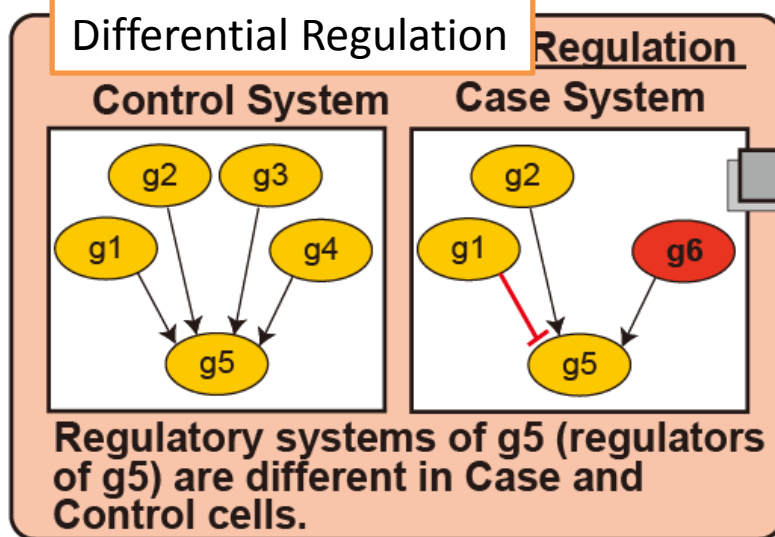 Differential Regulation
Regulation
Control System
Case System
g2
g3
g1
g4
g5
g2
g1
g6
g5
Regulatory systems of g5 (regulators
of g5) are different in Case and
Control cells.